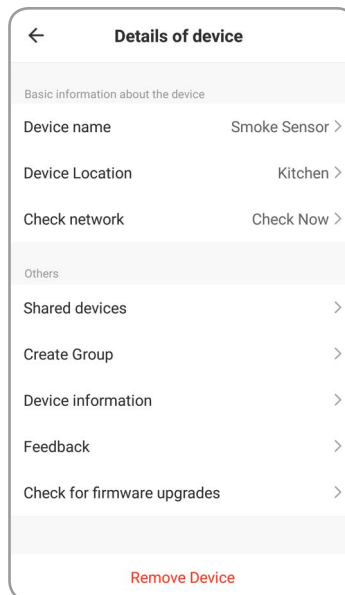 Details of device
Basic information about the device
Device name Smoke Sensor
Device Location Kitchen
Check network Check Now
Others
Shared devices
Create Group
Device information
Feedback
Check for firmware upgrades
Remove Device